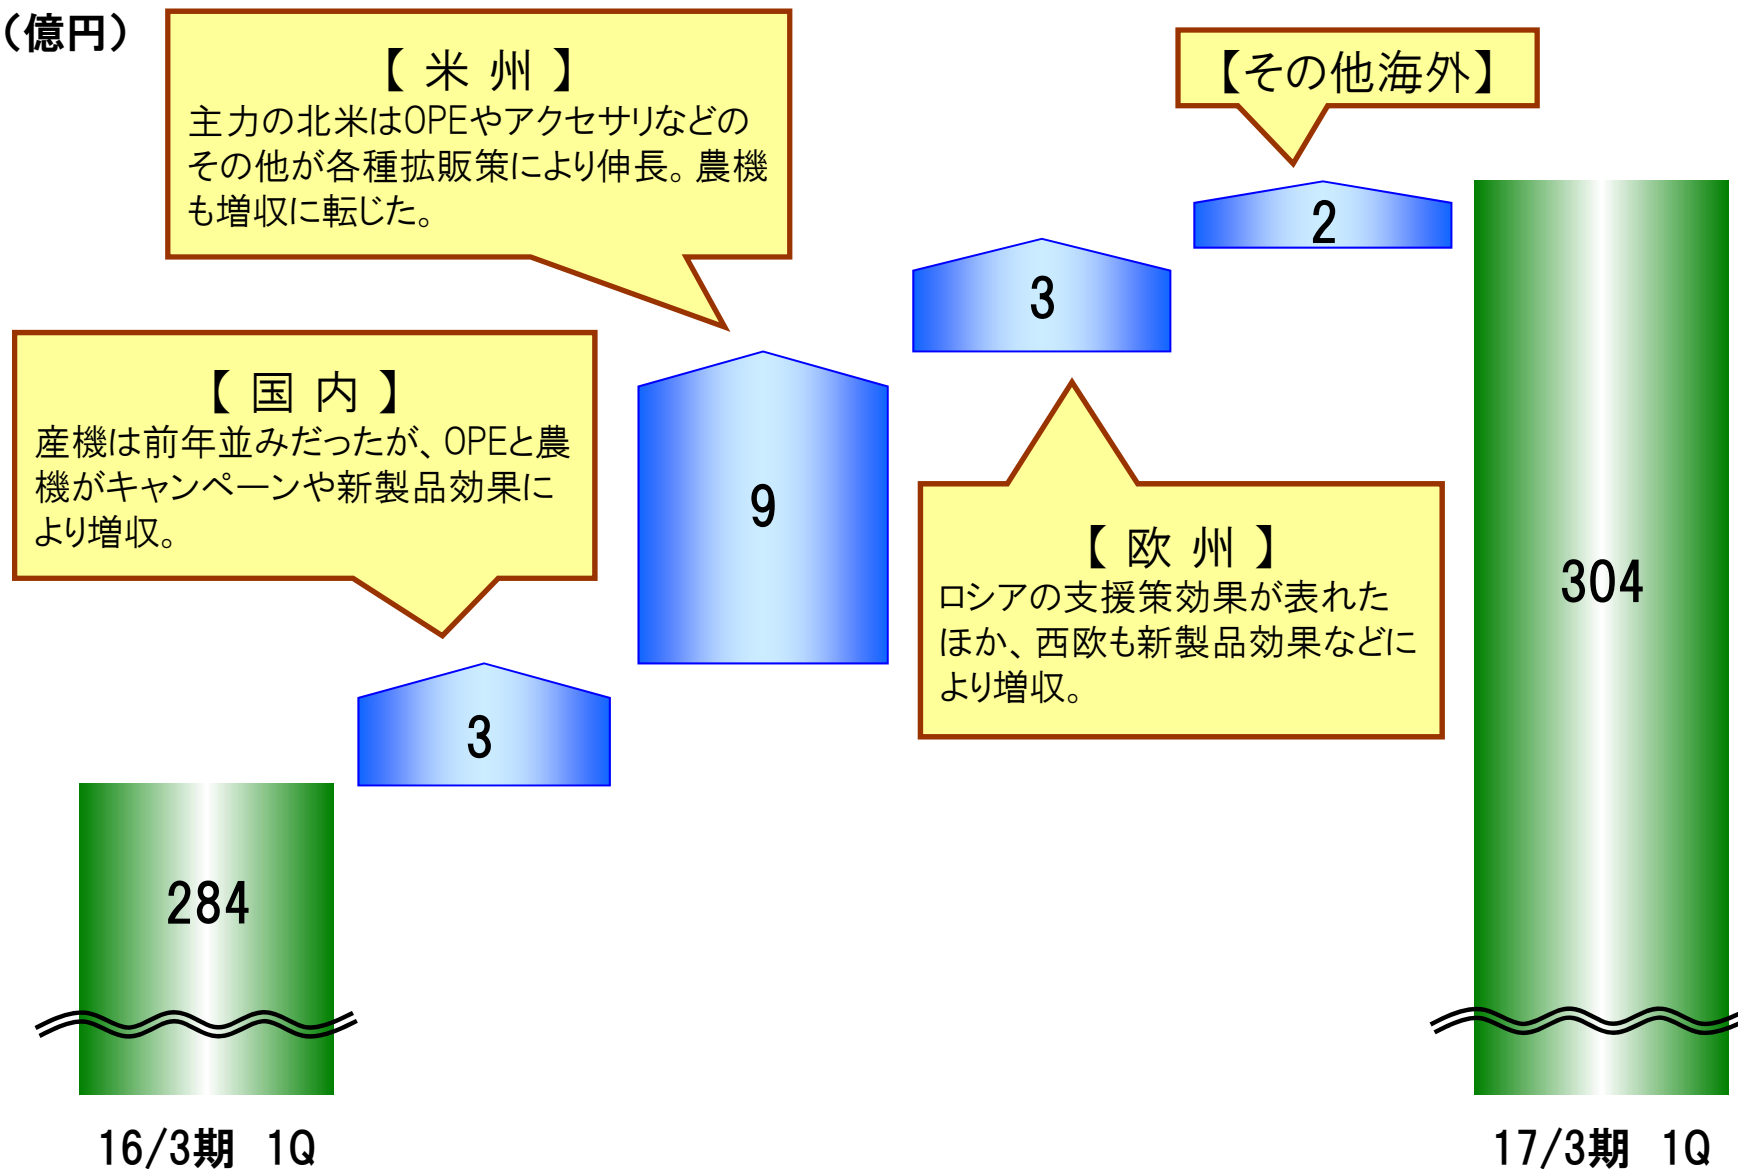 （億円）
【 米 州 】
主力の北米はOPEやアクセサリなどの
その他が各種拡販策により伸長。農機
も増収に転じた。
【その他海外】
2
3
【 国 内 】
産機は前年並みだったが、OPEと農
機がキャンペーンや新製品効果に
より増収。
9
【 欧 州 】
ロシアの支援策効果が表れた
ほか、西欧も新製品効果などに
より増収。
304
3
284
16/3期 1Q
17/3期 1Q